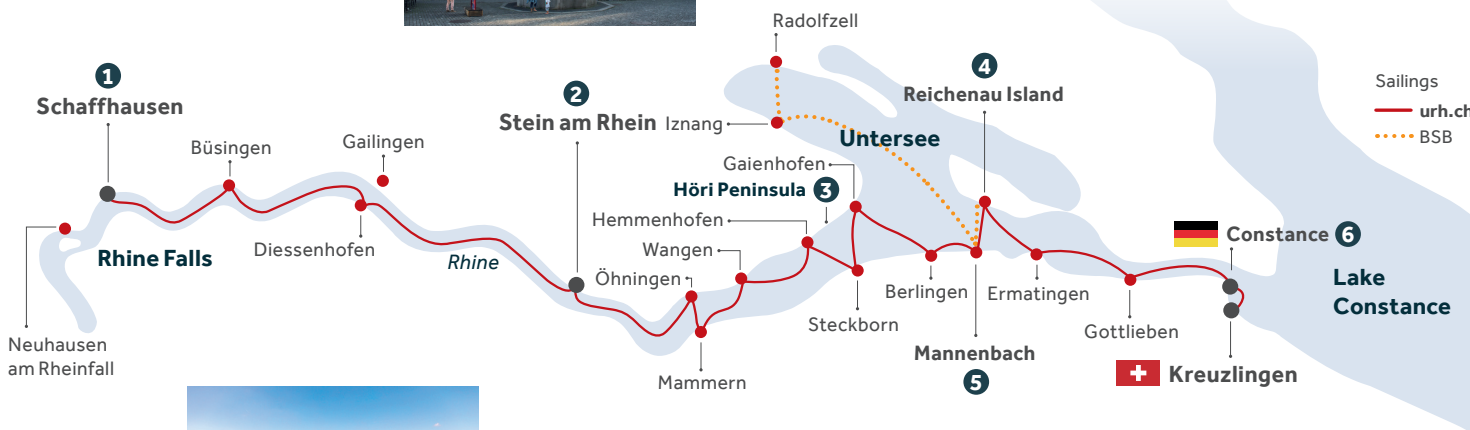 Radolfzell
1
Schaffhausen
2
Stein am Rhein
4
Reichenau Island
Sailings
urh.ch
BSB
Büsingen
Gailingen
Iznang
Untersee
Gaienhofen
Höri Peninsula 3
Hemmenhofen
Wangen
Öhningen
Constance 6
Lake
Constance
Rhine Falls
Diessenhofen
Rhine
Berlingen
Ermatingen
Steckborn
Gottlieben
Neuhausen
am Rheinfall
Mannenbach
5
Mammern
Kreuzlingen